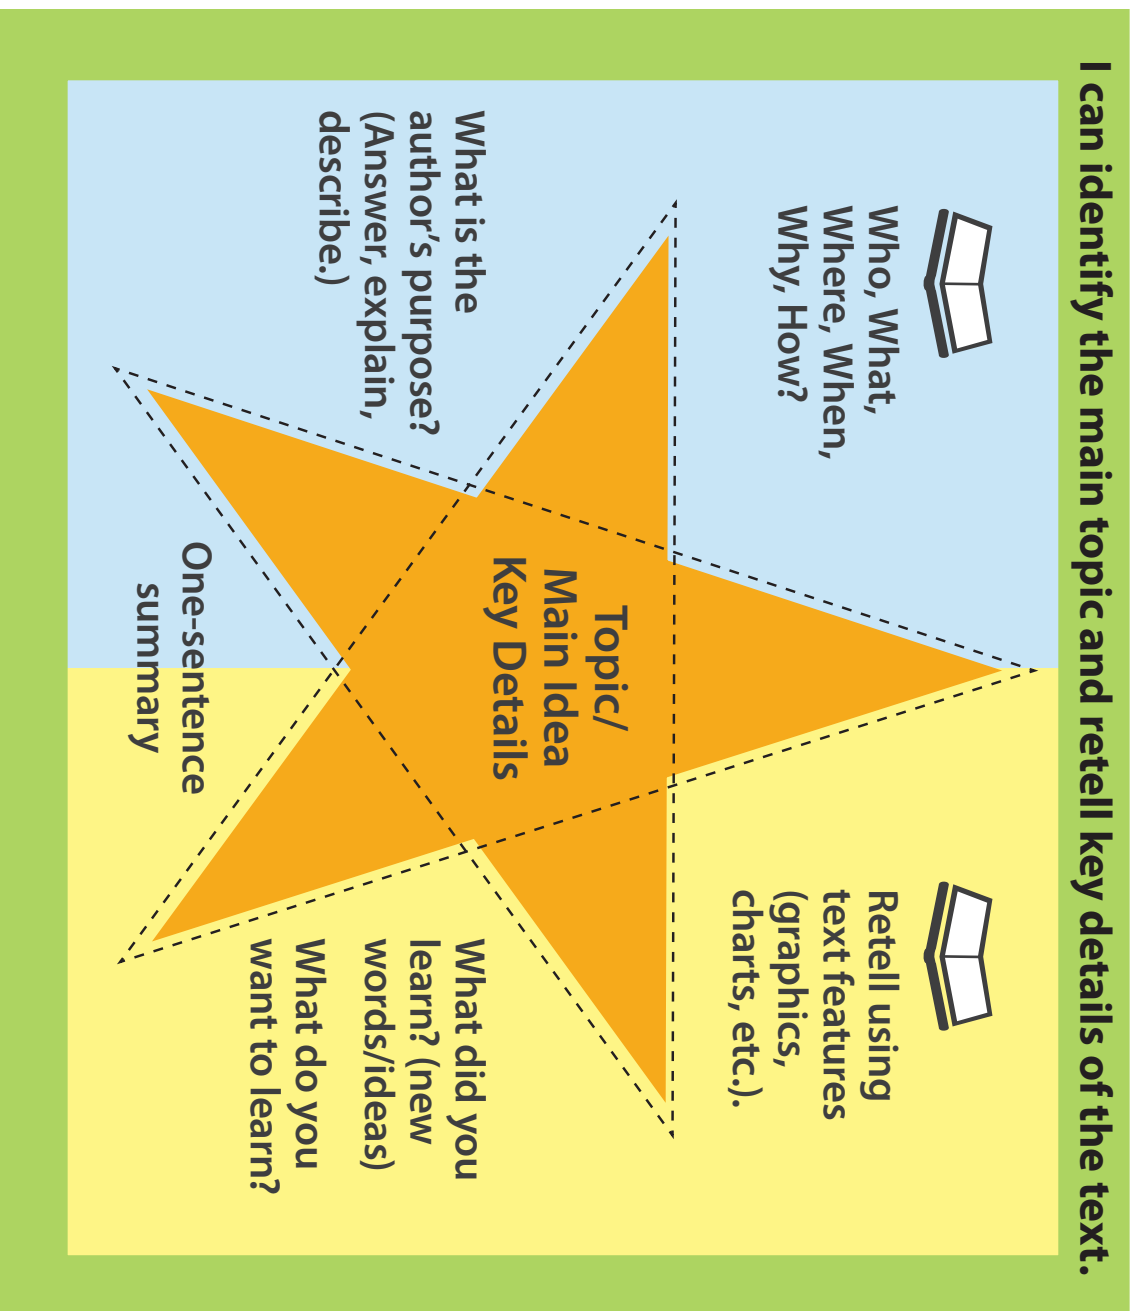 I can identify the main topic and retell key details of the text.
Who, What,
Where, When,
Why, How?
Retell using
text features
(graphics,
charts, etc.).
Topic/
Main Idea
Key Details
What is the
author's purpose?
(Answer, explain,
describe.)
What did you
learn? (new
words/ideas)
What do you
want to learn?
One-sentence
summary